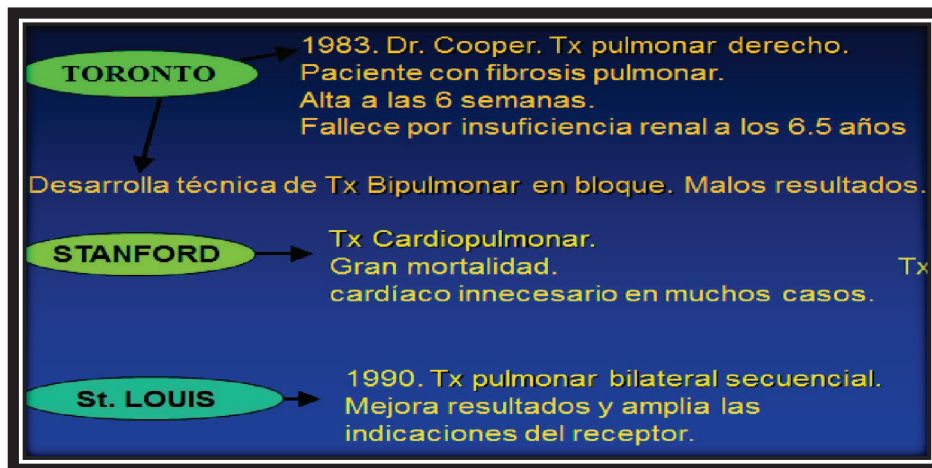 TORONTO
1983. Dr. Cooper. Tx pulmonar derecho.
Paciente con fibrosis pulmonar.
Alta a las 6 semanas.
Fallece por insuficiencia renal a los 6.5 años
Desarrolla técnica de Tx Bipulmonar en bloque. Malos resultados.
STANFORD
Tx Cardiopulmonar.
Gran mortalidad. Tx
cardíaco innecesario en muchos casos.
St. LOUIS
1990. Tx pulmonar bilateral secuencial.
Mejora resultados y amplia las
indicaciones del receptor.